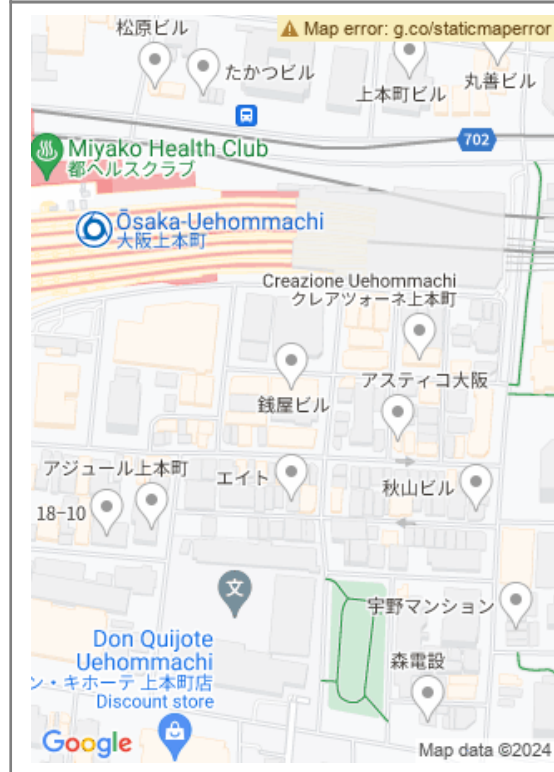 松原ビル
⚠ Map error: g.co/staticmaperror
たかつビル
上本町ビル
丸善ビル
702
Miyako Health Club
都ヘルスクラブ
Ōsaka-Uehommachi
大阪上本町
Creazione Uehommachi
クレアツォーネ上本町
アスティコ大阪
銭屋ビル
アジュール上本町
エイト
秋山ビル
18-10
文
宇野マンション
Don Quijote
Uehommachi
ン・キホーテ 上本町店
Discount store
森電設
Google
Map data ©2024